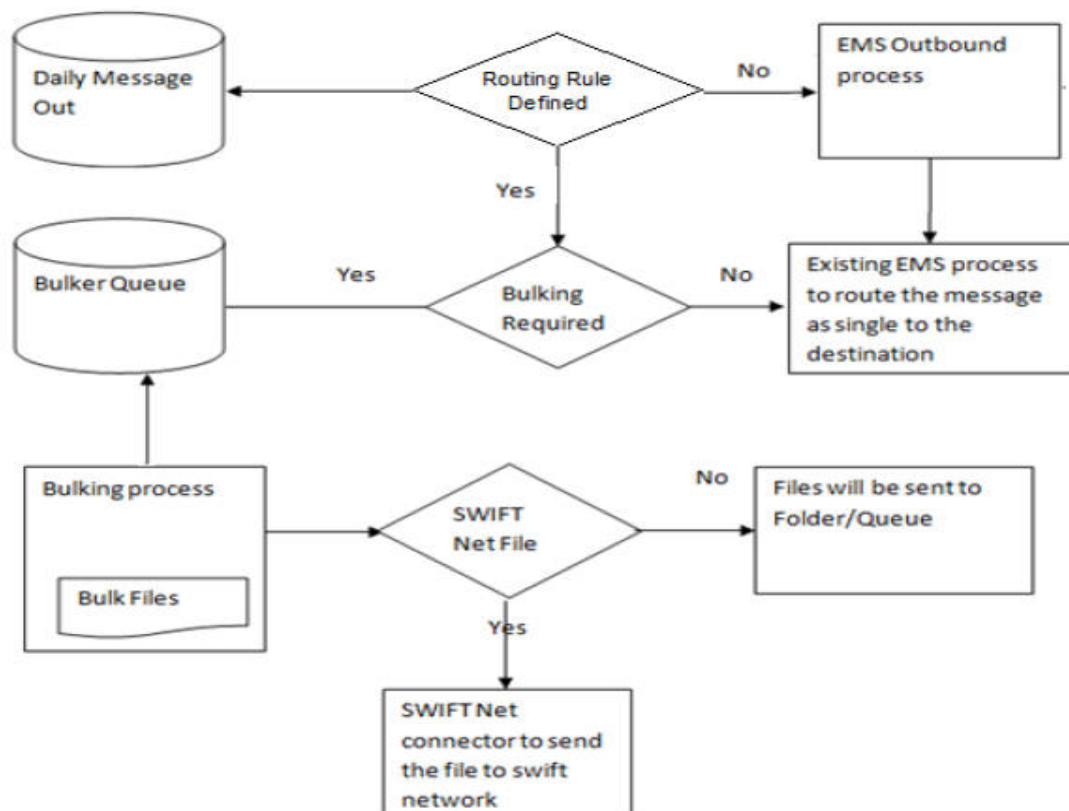 Daily Message
Out
Routing Rule
Defined
No
EMS Outbound
process
Yes
Bulker Queue
Yes
Bulking
Required
No
Existing EMS process
to route the message
as single to the
destination
Bulking process
Bulk Files
SWIFT
Net File
No
Files will be sent to
Folder/Queue
Yes
SWIFTNet
connector to send
the file to swift
network